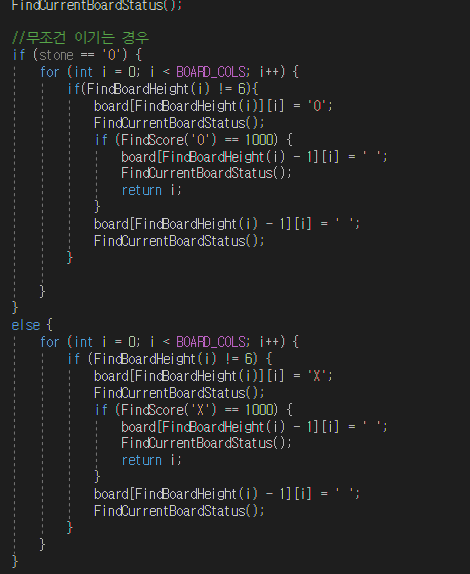 FindCurrentBoardStatus();
//무조건 이기는 경우
if (stone == 'O') {
for (int i = 0; i < BOARD_COLS; i++) {
if(FindBoardHeight(i) != 6){
board[FindBoardHeight(i)][i] = 'O';
FindCurrentBoardStatus();
if (FindScore('O') == 1000) {
board[FindBoardHeight(i) - 1][i] = ' ';
FindCurrentBoardStatus();
return i;
}
board[FindBoardHeight(i) - 1][i] = ' ';
FindCurrentBoardStatus();
}
}
}
else {
for (int i = 0; i < BOARD_COLS; i++) {
if (FindBoardHeight(i) != 6) {
board[FindBoardHeight(i)][i] = 'X';
FindCurrentBoardStatus();
if (FindScore('X') == 1000) {
board[FindBoardHeight(i) - 1][i] = ' ';
FindCurrentBoardStatus();
return i;
}
board[FindBoardHeight(i) - 1][i] = ' ';
FindCurrentBoardStatus();
}
}
}